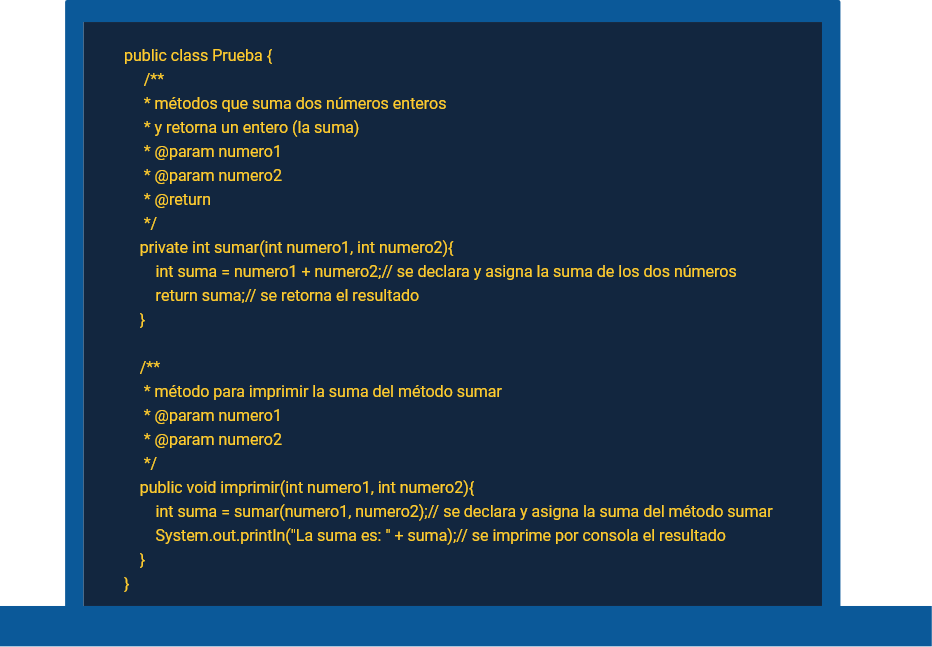 public class Prueba {
/**
* métodos que suma dos números enteros
* y retorna un entero (la suma)
* @param numero1
* @param numero2
* @return
*/
private int sumar(int numero1, int numero2){
int suma = numero1 + numero2;// se declara y asigna la suma de los dos números
return suma;// se retorna el resultado
}
/**
* método para imprimir la suma del método sumar
* @param numero1
* @param numero2
*/
public void imprimir(int numero1, int numero2){
int suma = sumar(numero1, numero2);// se declara y asigna la suma del método sumar
System.out.println("La suma es: " + suma);// se imprime por consola el resultado
}
}